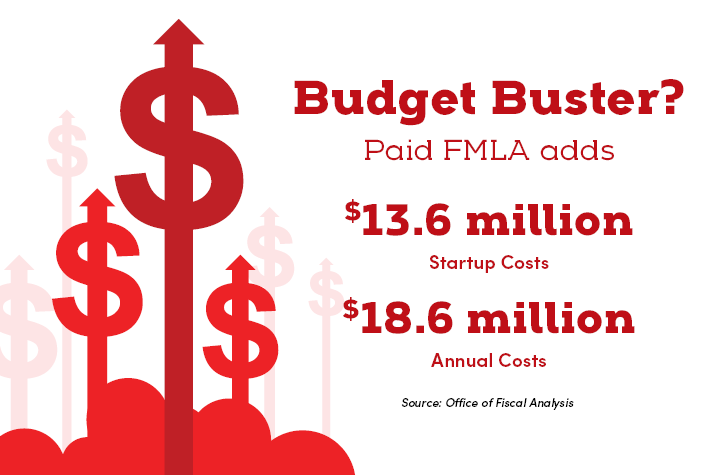 Budget Buster?
Paid FMLA adds
$13.6 million
Startup Costs
$18.6 million
Annual Costs
Source: Office of Fiscal Analysis